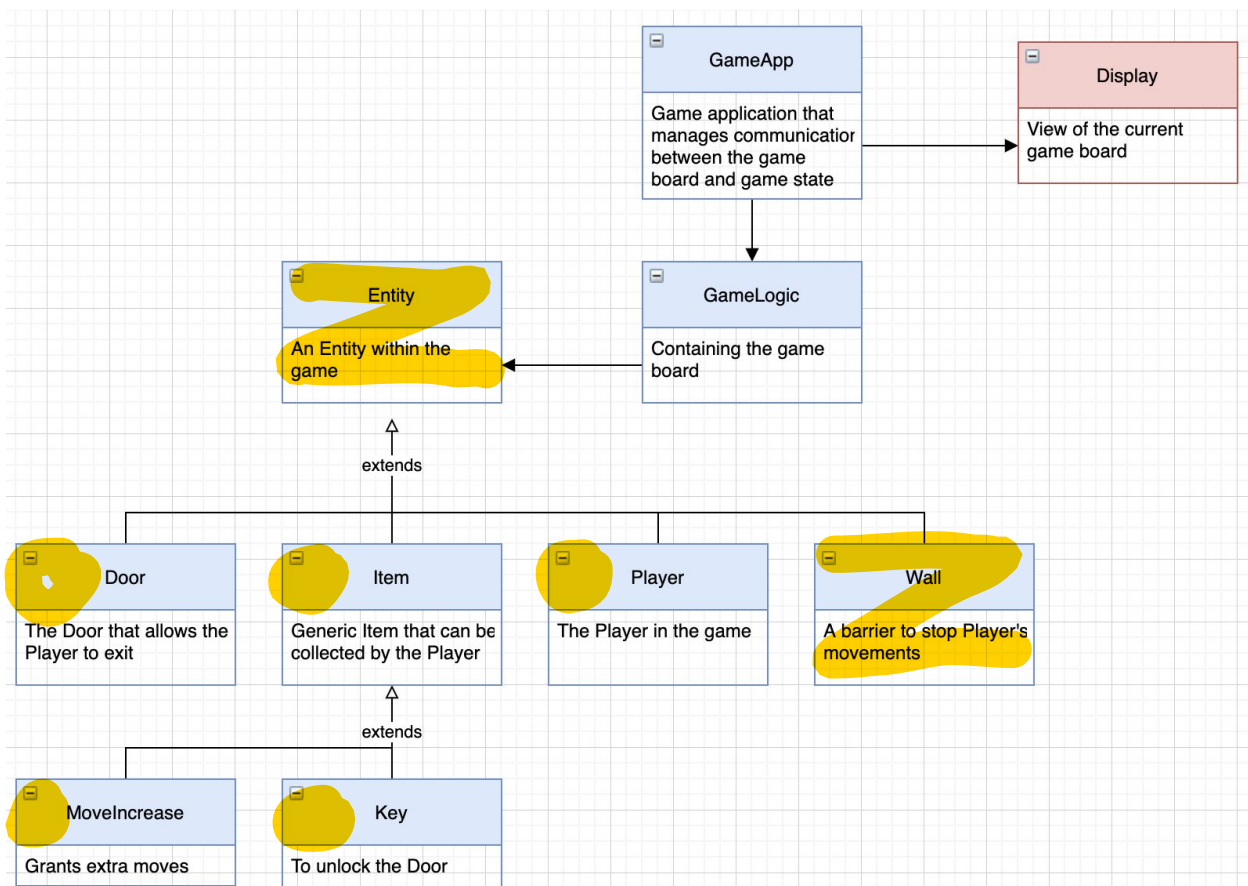 GameApp
Game application that
manages communication
between the game
board and game state
Display
View of the current
game board
Entity
An Entity within the
game
GameLogic
Containing the game
board
extends
Door
The Door that allows the
Player to exit
Item
Generic Item that can be
collected by the Player
Player
The Player in the game
Wall
A barrier to stop Player's
movements
extends
MoveIncrease
Grants extra moves
Key
To unlock the Door